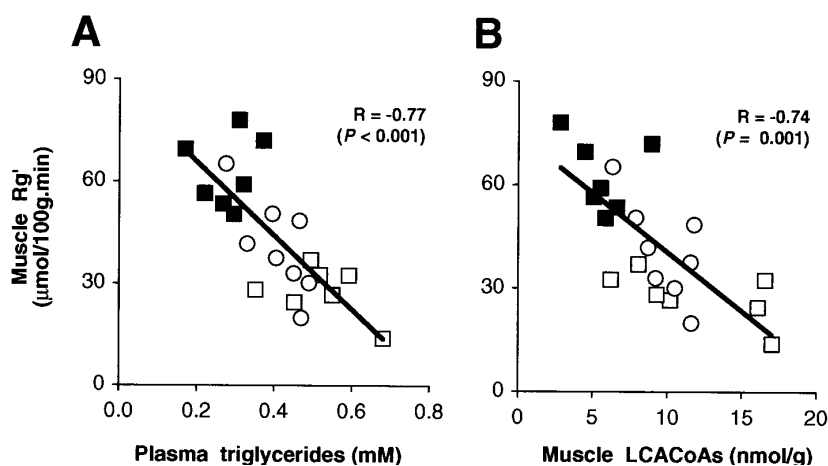 A
B
90
60
30
0
Muscle Rg'
(μmol/100g.min)
R = -0.77
(P < 0.001)
0.0 0.2 0.4 0.6 0.8
Plasma triglycerides (mM)
90
60
30
0
R = -0.74
(P = 0.001)
0 5 10 15 20
Muscle LCACoAs (nmol/g)